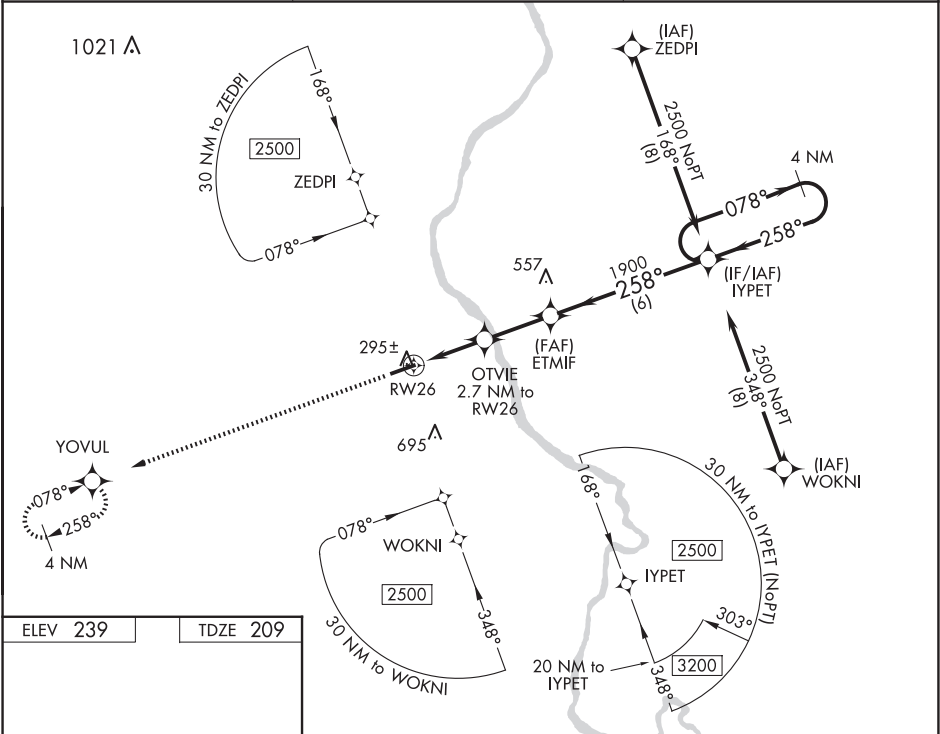 1021
(IAF)
ZEDPI
30 NM to ZEDPI
168°
2500
ZEDPI
078°
2500 NoPT
168°
(8)
4 NM
078°
258°
(IF/IAF)
IYPET
557
1900
258°
(6)
(FAF)
ETMIF
295±
RW26
OTVIE
2.7 NM to
RW26
695
2500 NoPT
348°
(8)
(IAF)
WOKNI
YOVUL
078°
258°
4 NM
078°
WOKNI
2500
348°
30 NM to WOKNI
168°
30 NM to IYPET (NoPT)
2500
IYPET
303°
20 NM to
IYPET
3200
348°
ELEV 239
TDZE 209